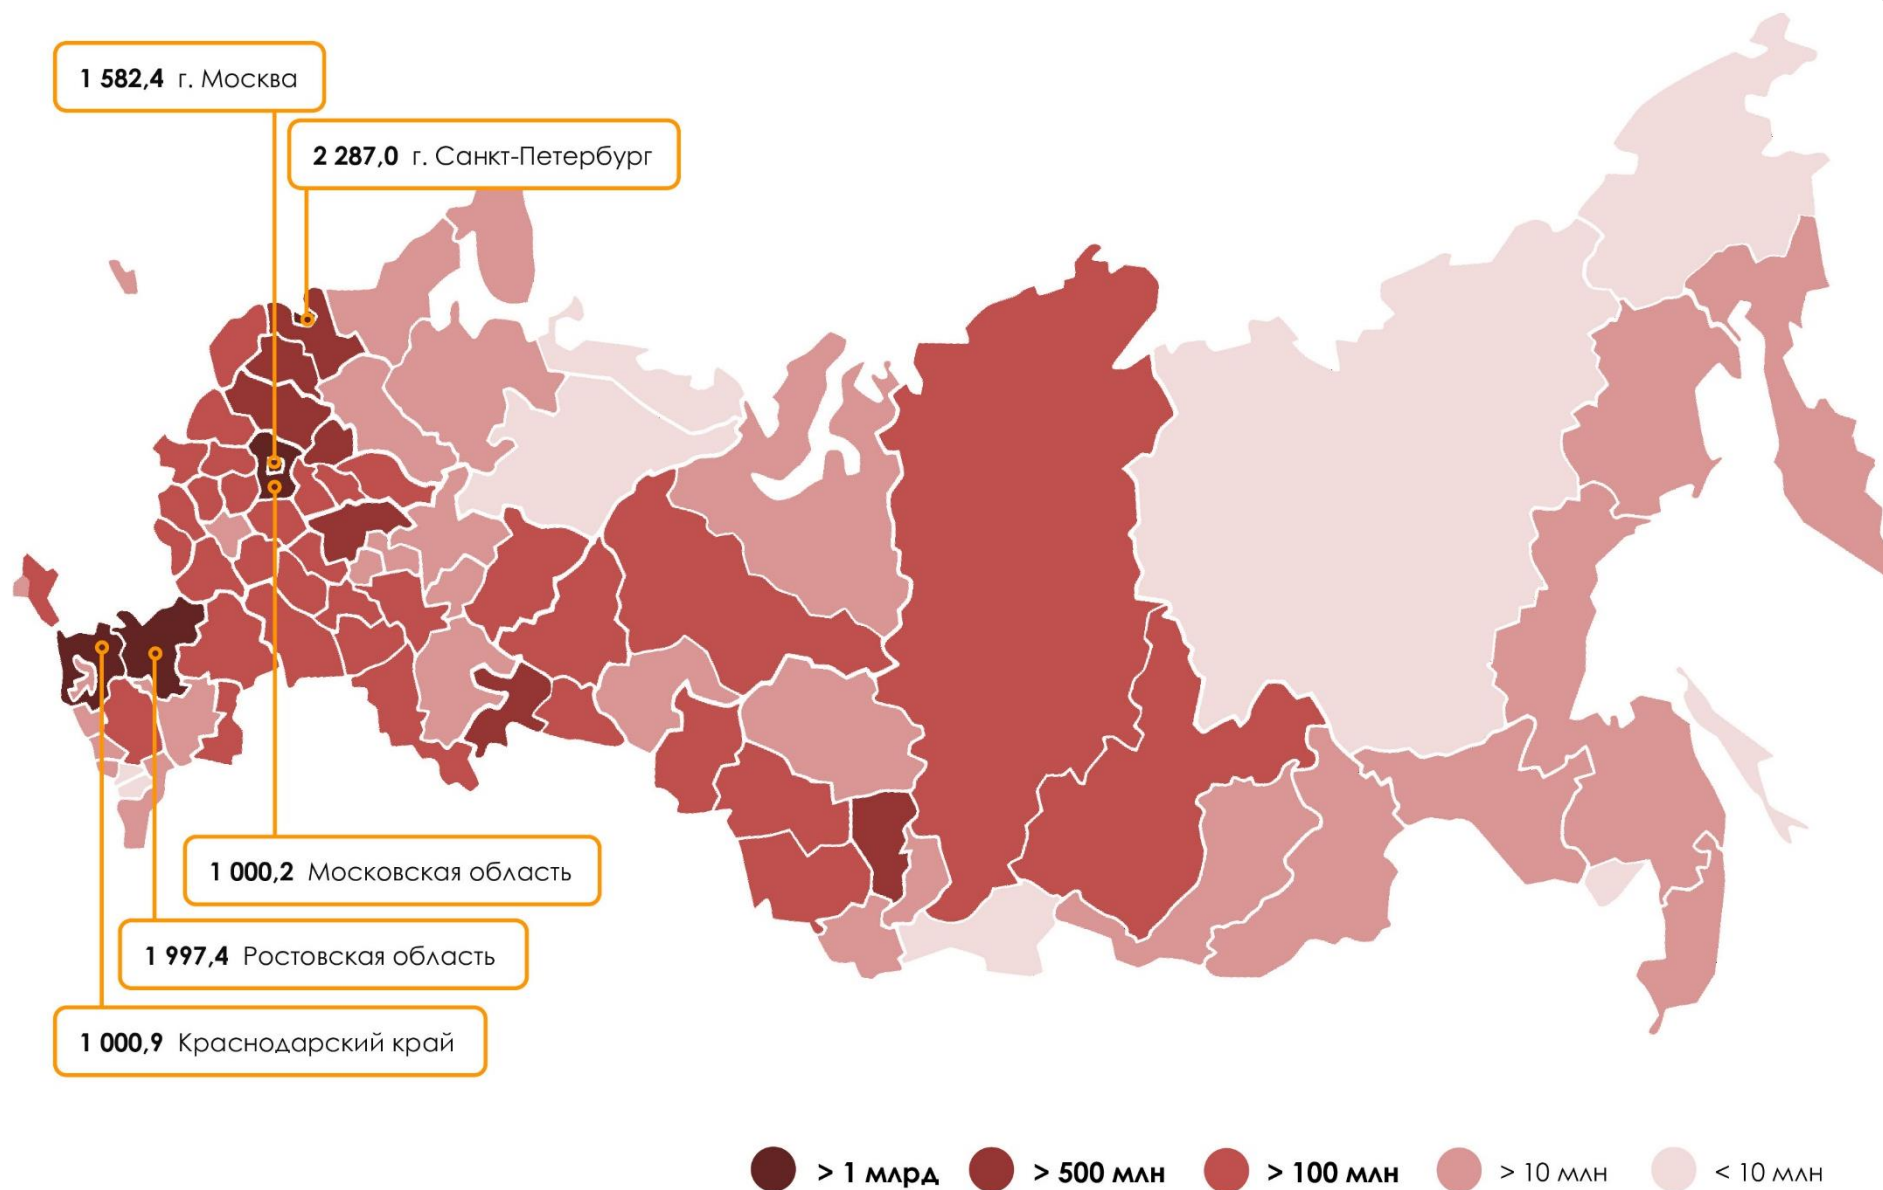 1 582,4 г. Москва
2 287,0 г. Санкт-Петербург
1 000,2 Московская область
1 997,4 Ростовская область
1 000,9 Краснодарский край
> 1 млрд > 500 млн > 100 млн > 10 млн < 10 млн